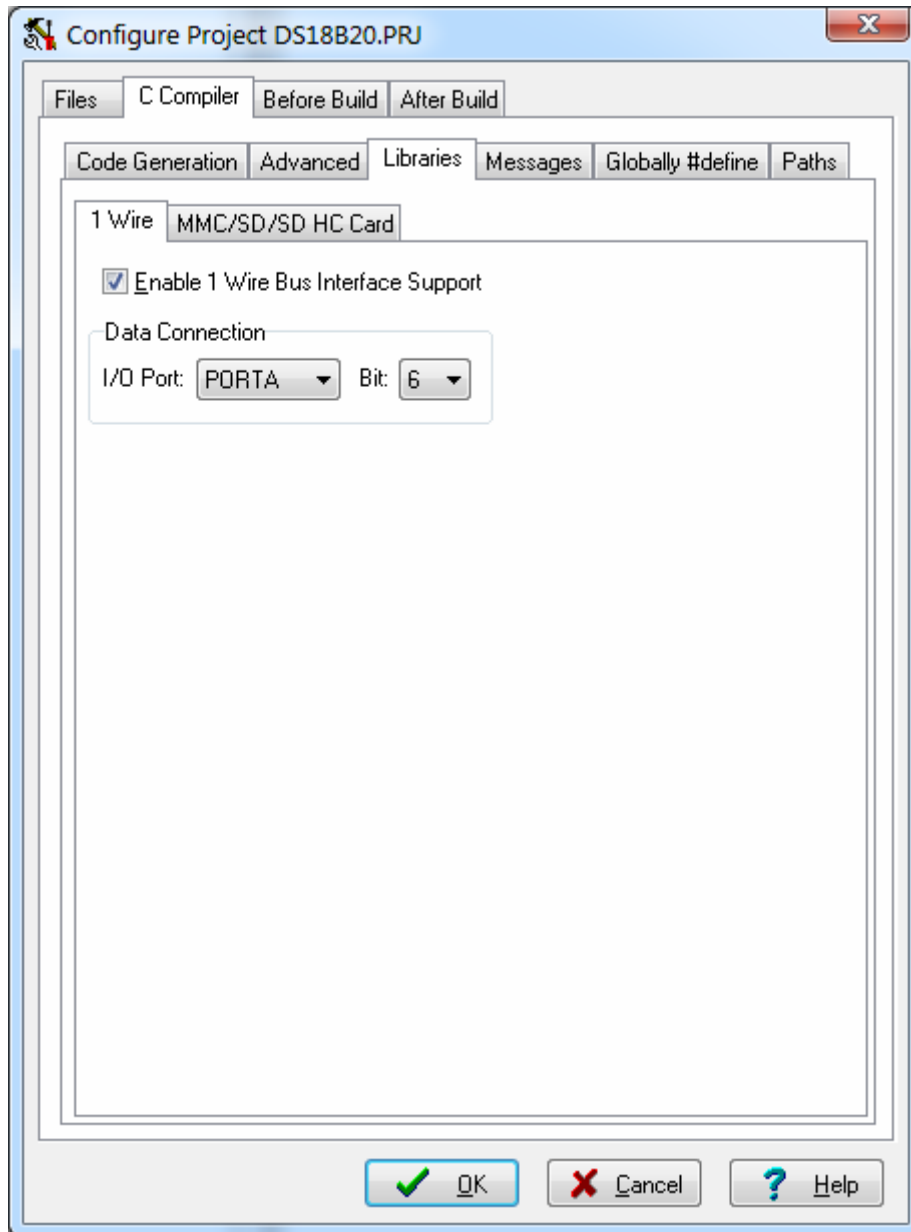 Configure Project DS18B20.PRJ
Files C Compiler Before Build After Build
Code Generation Advanced Libraries Messages Globally #define Paths
1 Wire MMC/SD/SD HC Card
Enable 1 Wire Bus Interface Support
Data Connection
I/O Port: PORTA Bit: 6
OK Cancel Help